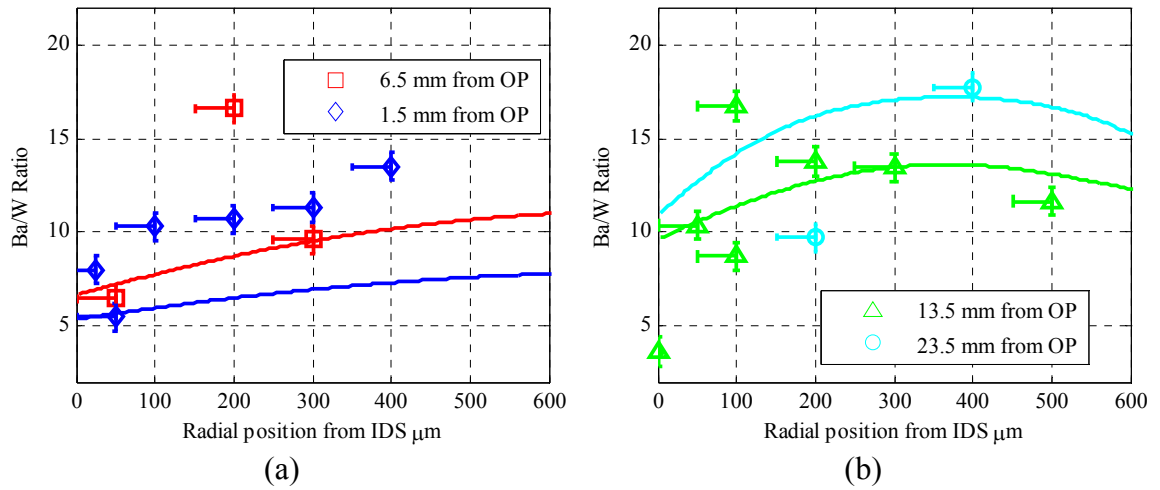 20
15
10
5
Ba/W Ratio
0 100 200 300 400 500 600
Radial position from IDS μm
6.5 mm from OP
1.5 mm from OP
(a)
20
15
10
5
Ba/W Ratio
0 100 200 300 400 500 600
Radial position from IDS μm
13.5 mm from OP
23.5 mm from OP
(b)